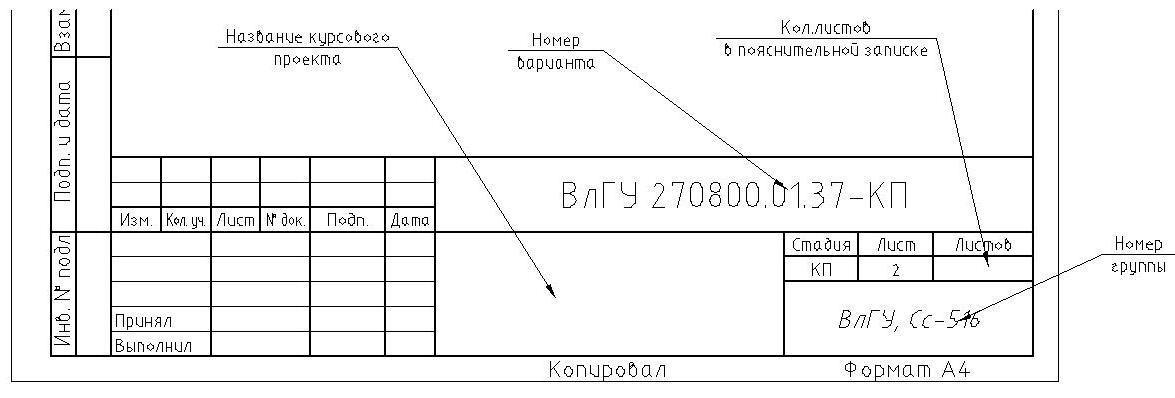 Название курсового
проекта
Номер
варианта
Кол.листов
в пояснительной записке
Взам
Подп. и дата
Инв. № подл
ВлГУ 270800.01.37-КП
Изм. Кол. уч. Лист № док. Подп. Дата
Стадия Лист Листов
КП 2
Номер
группы
ВлГУ, Сс-516
Принял
Выполнил
Копировал Формат А4